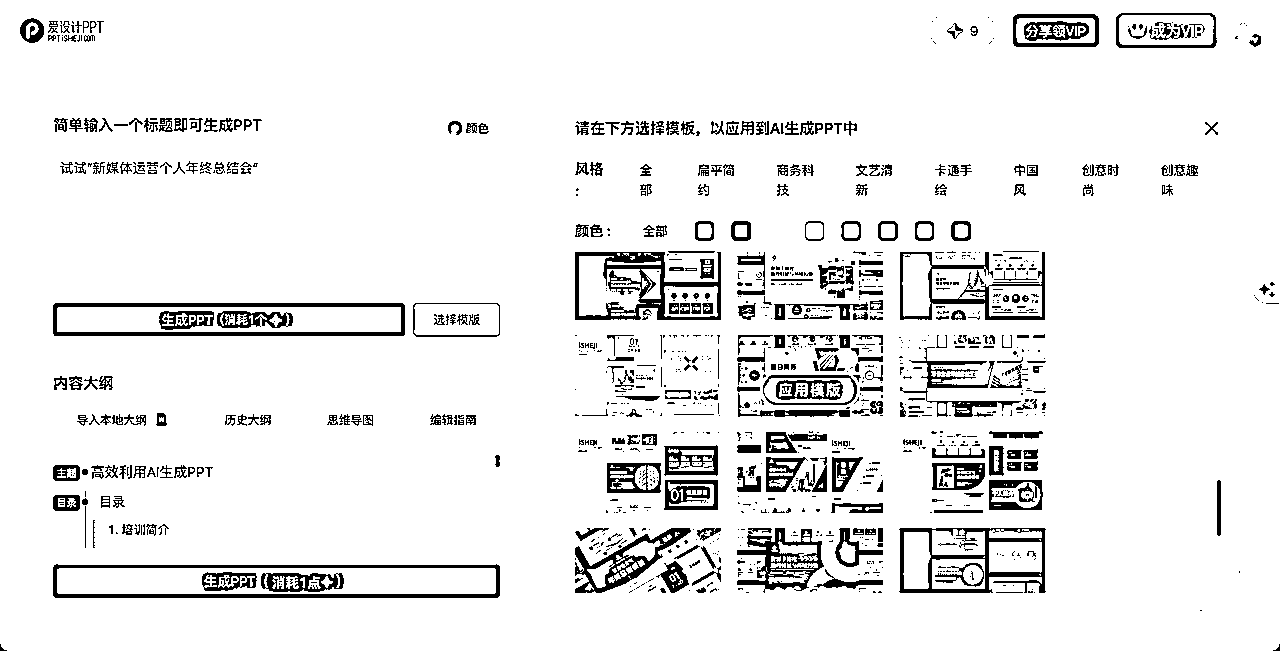 爱设计PPT
PPT.iSHEJI.COM
9
分享领VIP
成为VIP
简单输入一个标题即可生成PPT
颜色
试试"新媒体运营个人年终总结会"
生成PPT (消耗1个)
选择模版
内容大纲
导入本地大纲
历史大纲
思维导图
编辑指南
主题
高效利用AI生成PPT
目录
目录
1. 培训简介
生成PPT ( 消耗1点 )
请在下方选择模板，以应用到AI生成PPT中
风格
:
全
部
扁平简
约
商务科
技
文艺清
新
卡通手
绘
中国
风
创意时
尚
创意趣
味
颜色：
全部
iSHEJI
01
应用模版
iSHEJI
01
iSHEJI
iSHEJI